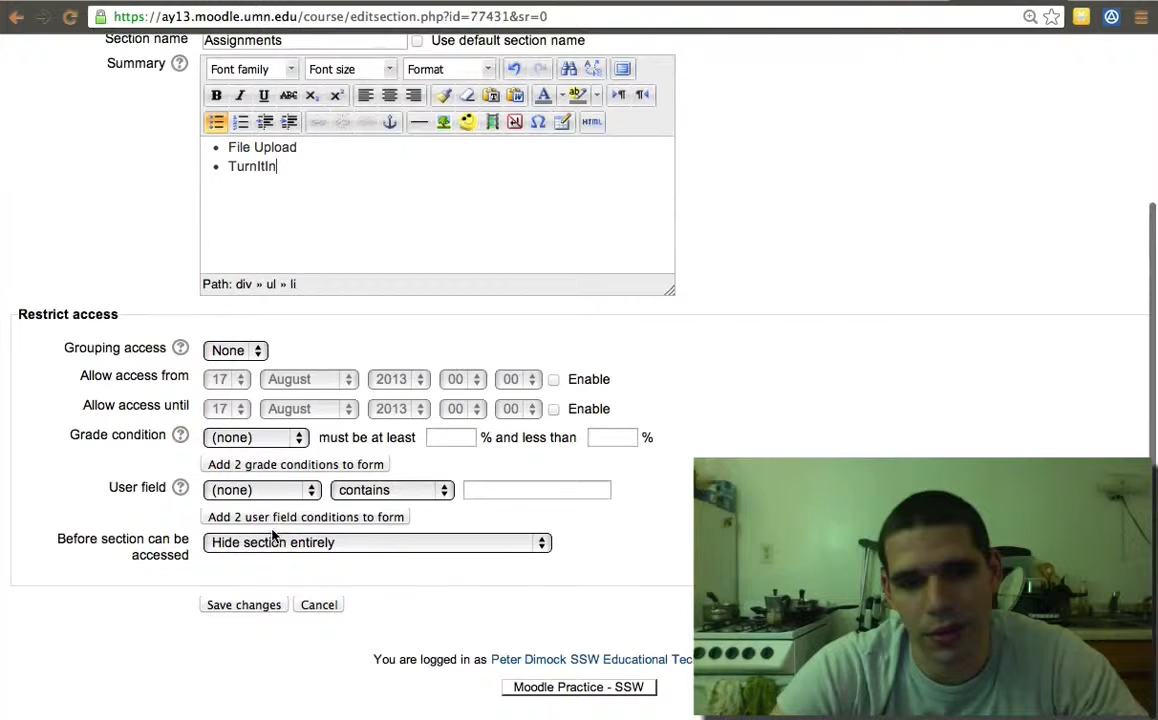 https://ay13.moodle.umn.edu/course/editsection.php?id=77431&sr=0
Section name Assignments Use default section name
Summary Font family Font size Format
B I U ABC X₂ X² A ab
Ω HTML
File Upload
TurnItIn
Path: div » ul » li
Restrict access
Grouping access None
Allow access from 17 August 2013 00 00 Enable
Allow access until 17 August 2013 00 00 Enable
Grade condition (none) must be at least % and less than %
Add 2 grade conditions to form
User field (none) contains
Add 2 user field conditions to form
Before section can be accessed Hide section entirely
Save changes Cancel
You are logged in as Peter Dimock SSW Educational Tec
Moodle Practice - SSW